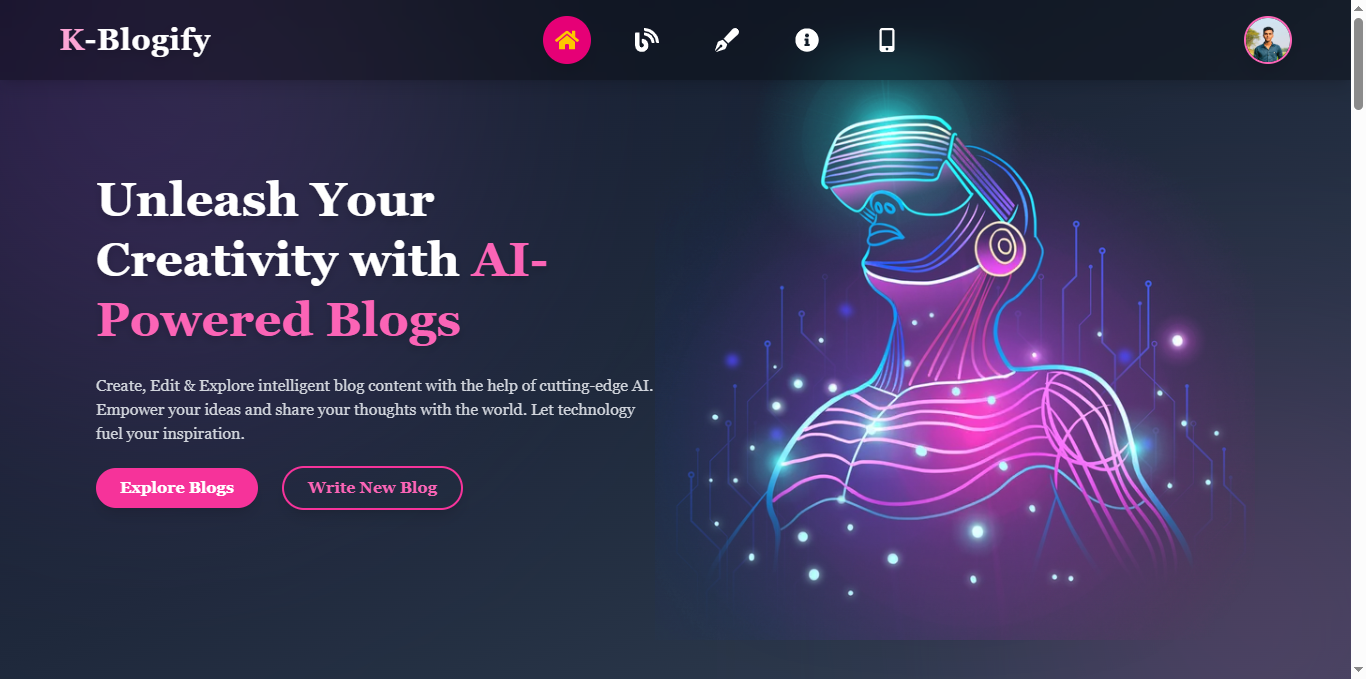 K-Blogify
Unleash Your
Creativity with AI-
Powered Blogs
Create, Edit & Explore intelligent blog content with the help of cutting-edge AI.
Empower your ideas and share your thoughts with the world. Let technology
fuel your inspiration.
Explore Blogs
Write New Blog